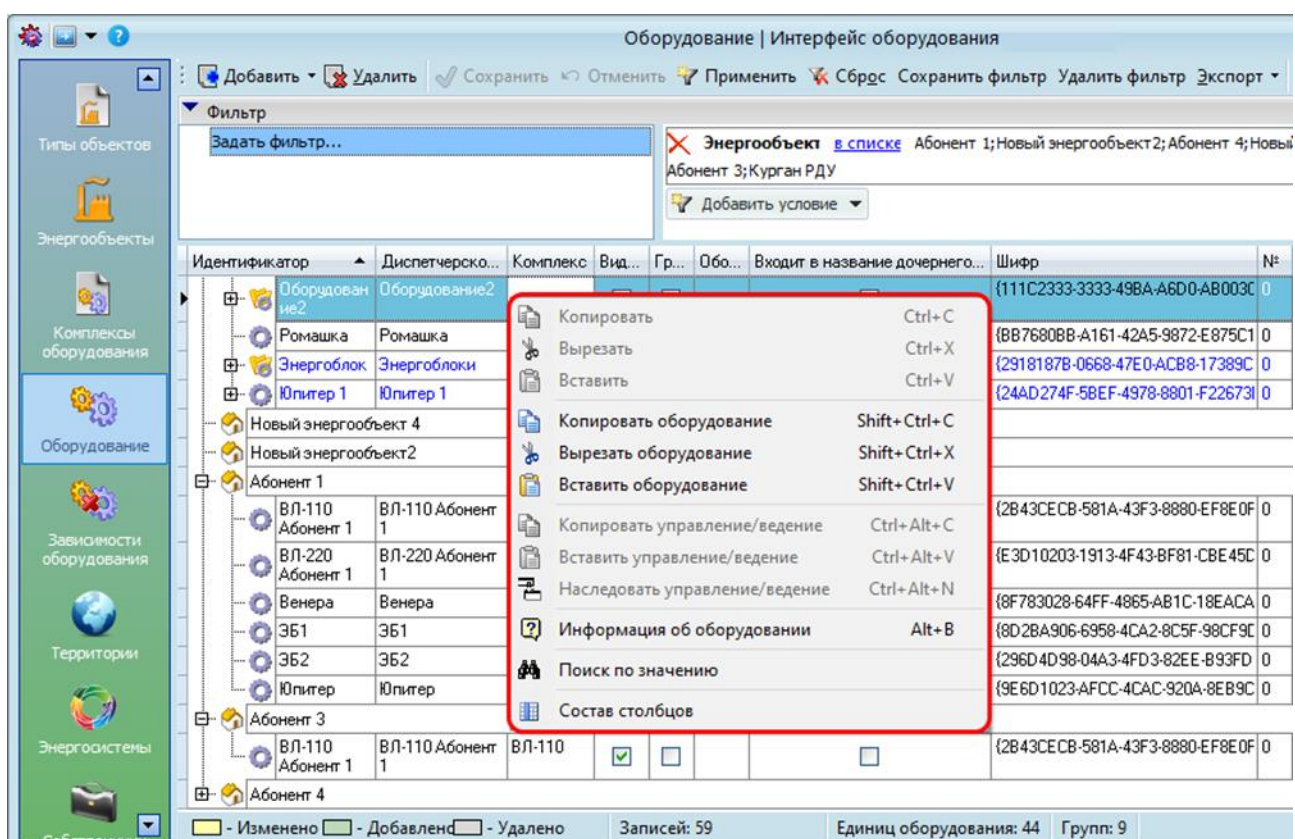 Оборудование | Интерфейс оборудования
Добавить Удалить Сохранить Отменить Применить Сброс Сохранить фильтр Удалить фильтр Экспорт
Типы объектов
Энергообъекты
Комплексы
оборудования
Оборудование
Зависимости
оборудования
Территории
Энергосистемы
Фильтр
Задать фильтр...
Энергообъект в списке Абонент 1;Новый энергообъект2; Абонент 4;Новый
Абонент 3;Курган РДУ
Добавить условие
Идентификатор Диспетчерско... Комплекс Вид... Гр... Обо... Входит в название дочернего... Шифр №
Оборудован
ие2
Оборудование2 {111C2333-3333-49BA-A6D0-AB003C 0
Ромашка Ромашка {BB7680BB-A161-42A5-9872-E875C1 0
Энергоблок Энергоблоки {2918187B-0668-47E0-ACB8-17389C 0
Юпитер 1 Юпитер 1 {24AD274F-5BEF-4978-8801-F22673I 0
Новый энергообъект 4
Новый энергообъект2
Абонент 1
ВЛ-110
Абонент 1
ВЛ-110 Абонент
1
{2B43CECB-581A-43F3-8880-EF8E0F 0
ВЛ-220
Абонент 1
ВЛ-220 Абонент
1
{E3D10203-1913-4F43-BF81-CBE45D 0
Венера Венера {8F783028-64FF-4865-AB1C-18EACA 0
ЭБ1 ЭБ1 {8D2BA906-6958-4CA2-8C5F-98CF9D 0
ЭБ2 ЭБ2 {296D4D98-04A3-4FD3-82EE-B93FD 0
Юпитер Юпитер {9E6D1023-AFCC-4CAC-920A-8EB9C 0
Абонент 3
ВЛ-110
Абонент 1
ВЛ-110 Абонент
1
ВЛ-110 {2B43CECB-581A-43F3-8880-EF8E0F 0
Абонент 4
Копировать Ctrl+C
Вырезать Ctrl+X
Вставить Ctrl+V
Копировать оборудование Shift+Ctrl+C
Вырезать оборудование Shift+Ctrl+X
Вставить оборудование Shift+Ctrl+V
Копировать управление/ведение Ctrl+Alt+C
Вставить управление/ведение Ctrl+Alt+V
Наследовать управление/ведение Ctrl+Alt+N
Информация об оборудовании Alt+B
Поиск по значению
Состав столбцов
- Изменено - Добавлено - Удалено Записей: 59 Единиц оборудования: 44 Групп: 9